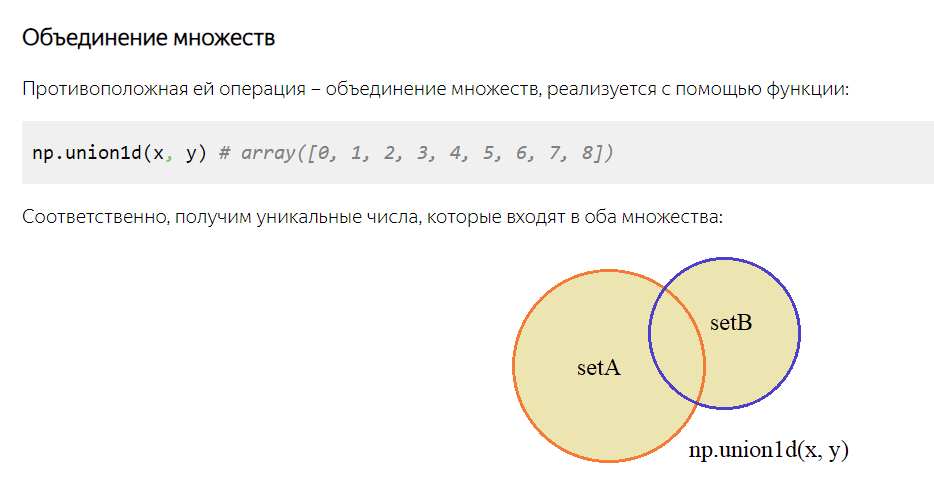 Объединение множеств
Противоположная ей операция – объединение множеств, реализуется с помощью функции:
np.union1d(x, y) # array([0, 1, 2, 3, 4, 5, 6, 7, 8])
Соответственно, получим уникальные числа, которые входят в оба множества:
setB
setA
np.union1d(x, y)